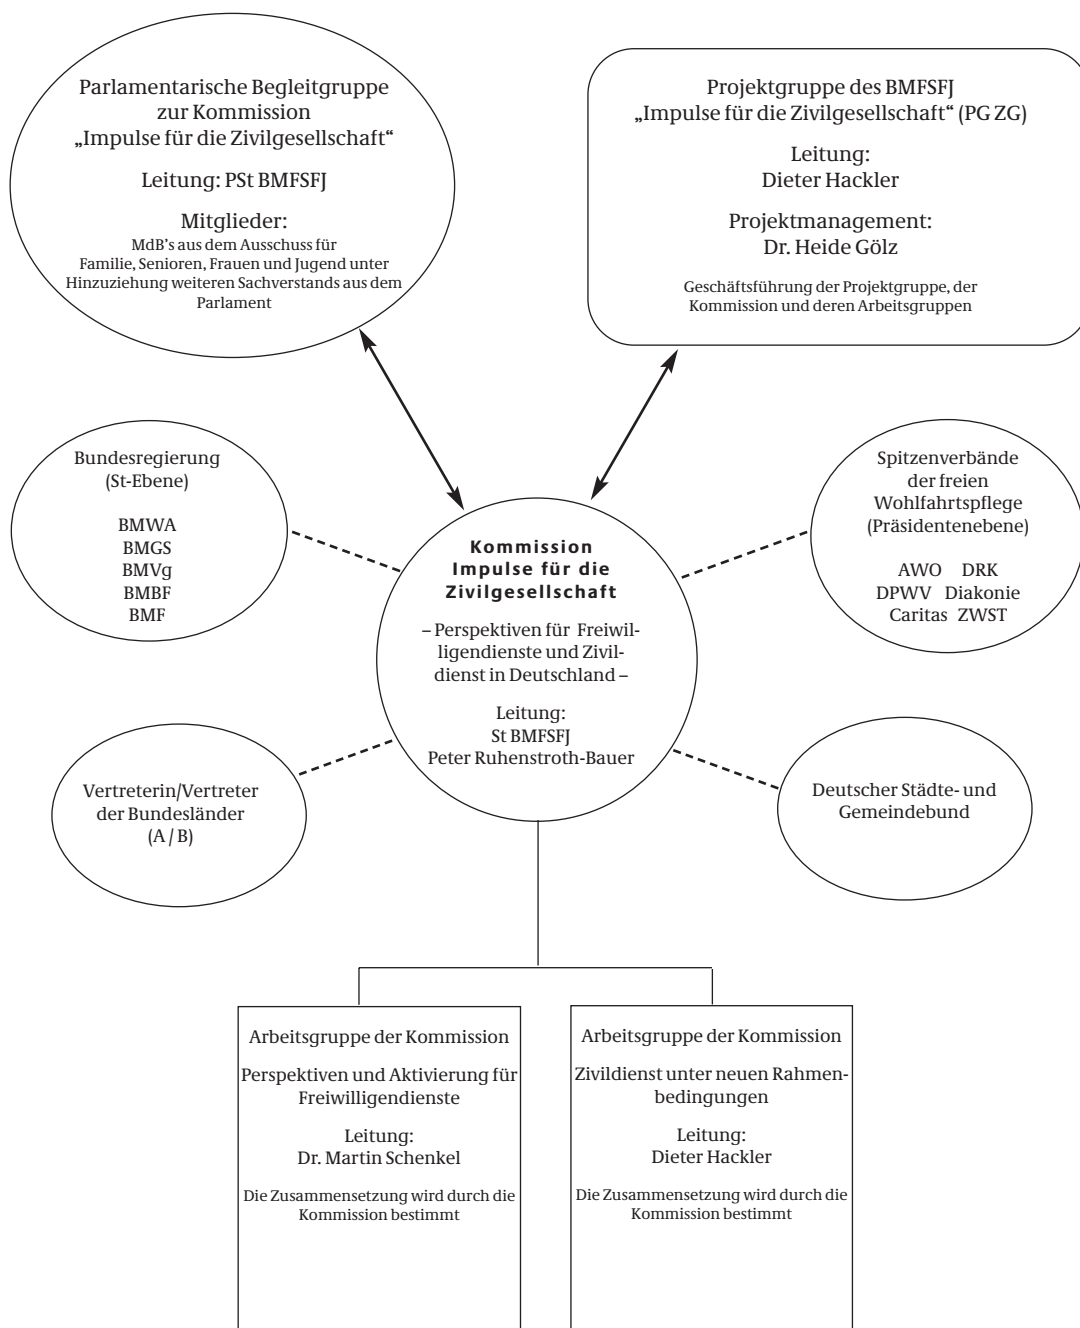 Parlamentarische Begleitgruppe
zur Kommission
„Impulse für die Zivilgesellschaft“
Leitung: PSt BMFSFJ
Mitglieder:
MdB’s aus dem Ausschuss für
Familie, Senioren, Frauen und Jugend unter
Hinzuziehung weiteren Sachverstands aus dem
Parlament
Projektgruppe des BMFSFJ
„Impulse für die Zivilgesellschaft“ (PG ZG)
Leitung:
Dieter Hackler
Projektmanagement:
Dr. Heide Gölz
Geschäftsführung der Projektgruppe, der
Kommission und deren Arbeitsgruppen
Bundesregierung
(St-Ebene)
BMWA
BMGS
BMVg
BMBF
BMF
Kommission
Impulse für die
Zivilgesellschaft
– Perspektiven für Freiwil-
ligendienste und Zivil-
dienst in Deutschland –
Leitung:
St BMFSFJ
Peter Ruhenstroth-Bauer
Spitzenverbände
der freien
Wohlfahrtspflege
(Präsidentenebene)
AWO DRK
DPWV Diakonie
Caritas ZWST
Vertreterin/Vertreter
der Bundesländer
(A / B)
Deutscher Städte- und
Gemeindebund
Arbeitsgruppe der Kommission
Perspektiven und Aktivierung für
Freiwilligendienste
Leitung:
Dr. Martin Schenkel
Die Zusammensetzung wird durch die
Kommission bestimmt
Arbeitsgruppe der Kommission
Zivildienst unter neuen Rahmen-
bedingungen
Leitung:
Dieter Hackler
Die Zusammensetzung wird durch die
Kommission bestimmt